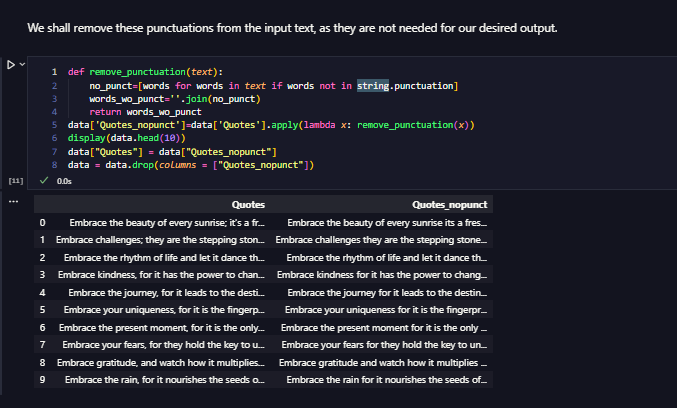 We shall remove these punctuations from the input text, as they are not needed for our desired output.
1 def remove_punctuation(text):
2 no_punct=[words for words in text if words not in string.punctuation]
3 words_wo_punct=''.join(no_punct)
4 return words_wo_punct
5 data['Quotes_nopunct']=data['Quotes'].apply(lambda x: remove_punctuation(x))
6 display(data.head(10))
7 data["Quotes"] = data["Quotes_nopunct"]
8 data = data.drop(columns = ["Quotes_nopunct"])
[11] ✓ 0.0s
... Quotes Quotes_nopunct
0 Embrace the beauty of every sunrise; it's a fr... Embrace the beauty of every sunrise its a fres...
1 Embrace challenges; they are the stepping ston... Embrace challenges they are the stepping stone...
2 Embrace the rhythm of life and let it dance th... Embrace the rhythm of life and let it dance th...
3 Embrace kindness, for it has the power to chan... Embrace kindness for it has the power to chang...
4 Embrace the journey, for it leads to the desti... Embrace the journey for it leads to the destin...
5 Embrace your uniqueness, for it is the fingerp... Embrace your uniqueness for it is the fingerpr...
6 Embrace the present moment, for it is the only... Embrace the present moment for it is the only ...
7 Embrace your fears, for they hold the key to u... Embrace your fears for they hold the key to un...
8 Embrace gratitude, and watch how it multiplies... Embrace gratitude and watch how it multiplies ...
9 Embrace the rain, for it nourishes the seeds o... Embrace the rain for it nourishes the seeds of...